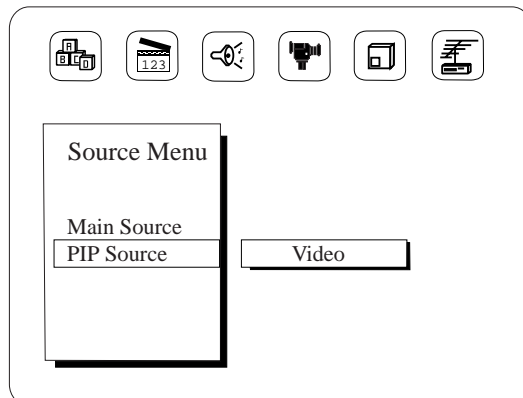 A
B C D
123
Source Menu
Main Source
PIP Source
Video